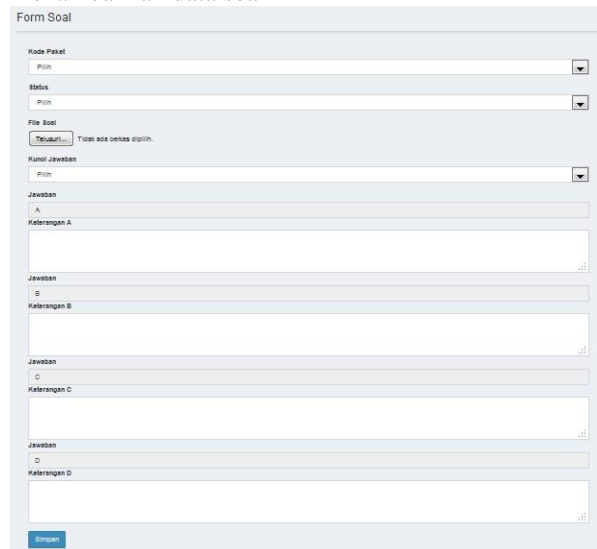 Form Soal
Kode Paket
Pilih
Status
Pilih
File Soal
Telusuri... Tidak ada berkas dipilih.
Kunci Jawaban
Pilih
Jawaban
A
Keterangan A
Jawaban
B
Keterangan B
Jawaban
C
Keterangan C
Jawaban
D
Keterangan D
Simpan